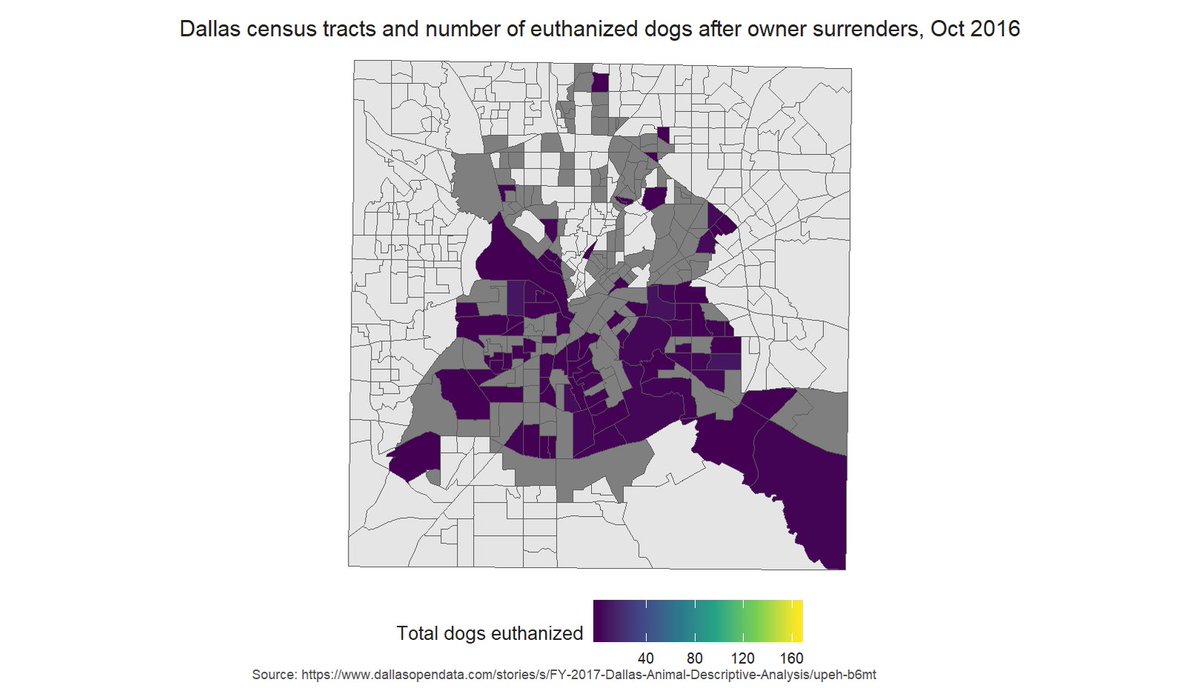 Dallas census tracts and number of euthanized dogs after owner surrenders, Oct 2016
Total dogs euthanized
40 80 120 160
Source: https://www.dallasopendata.com/stories/s/FY-2017-Dallas-Animal-Descriptive-Analysis/upeh-b6mt